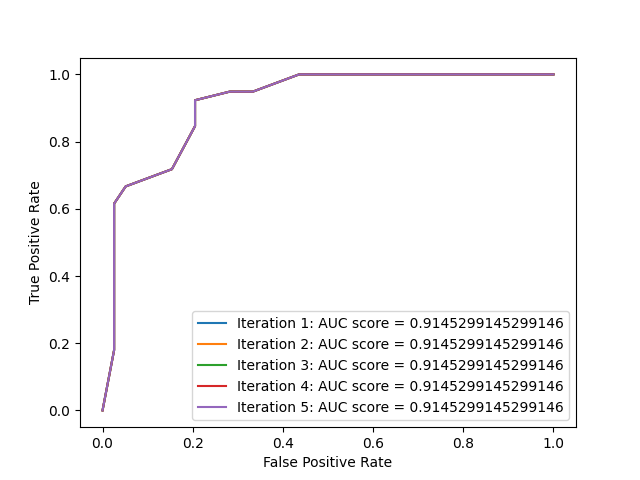 1.0
0.8
0.6
0.4
0.2
0.0
True Positive Rate
Iteration 1: AUC score = 0.9145299145299146
Iteration 2: AUC score = 0.9145299145299146
Iteration 3: AUC score = 0.9145299145299146
Iteration 4: AUC score = 0.9145299145299146
Iteration 5: AUC score = 0.9145299145299146
0.0 0.2 0.4 0.6 0.8 1.0
False Positive Rate